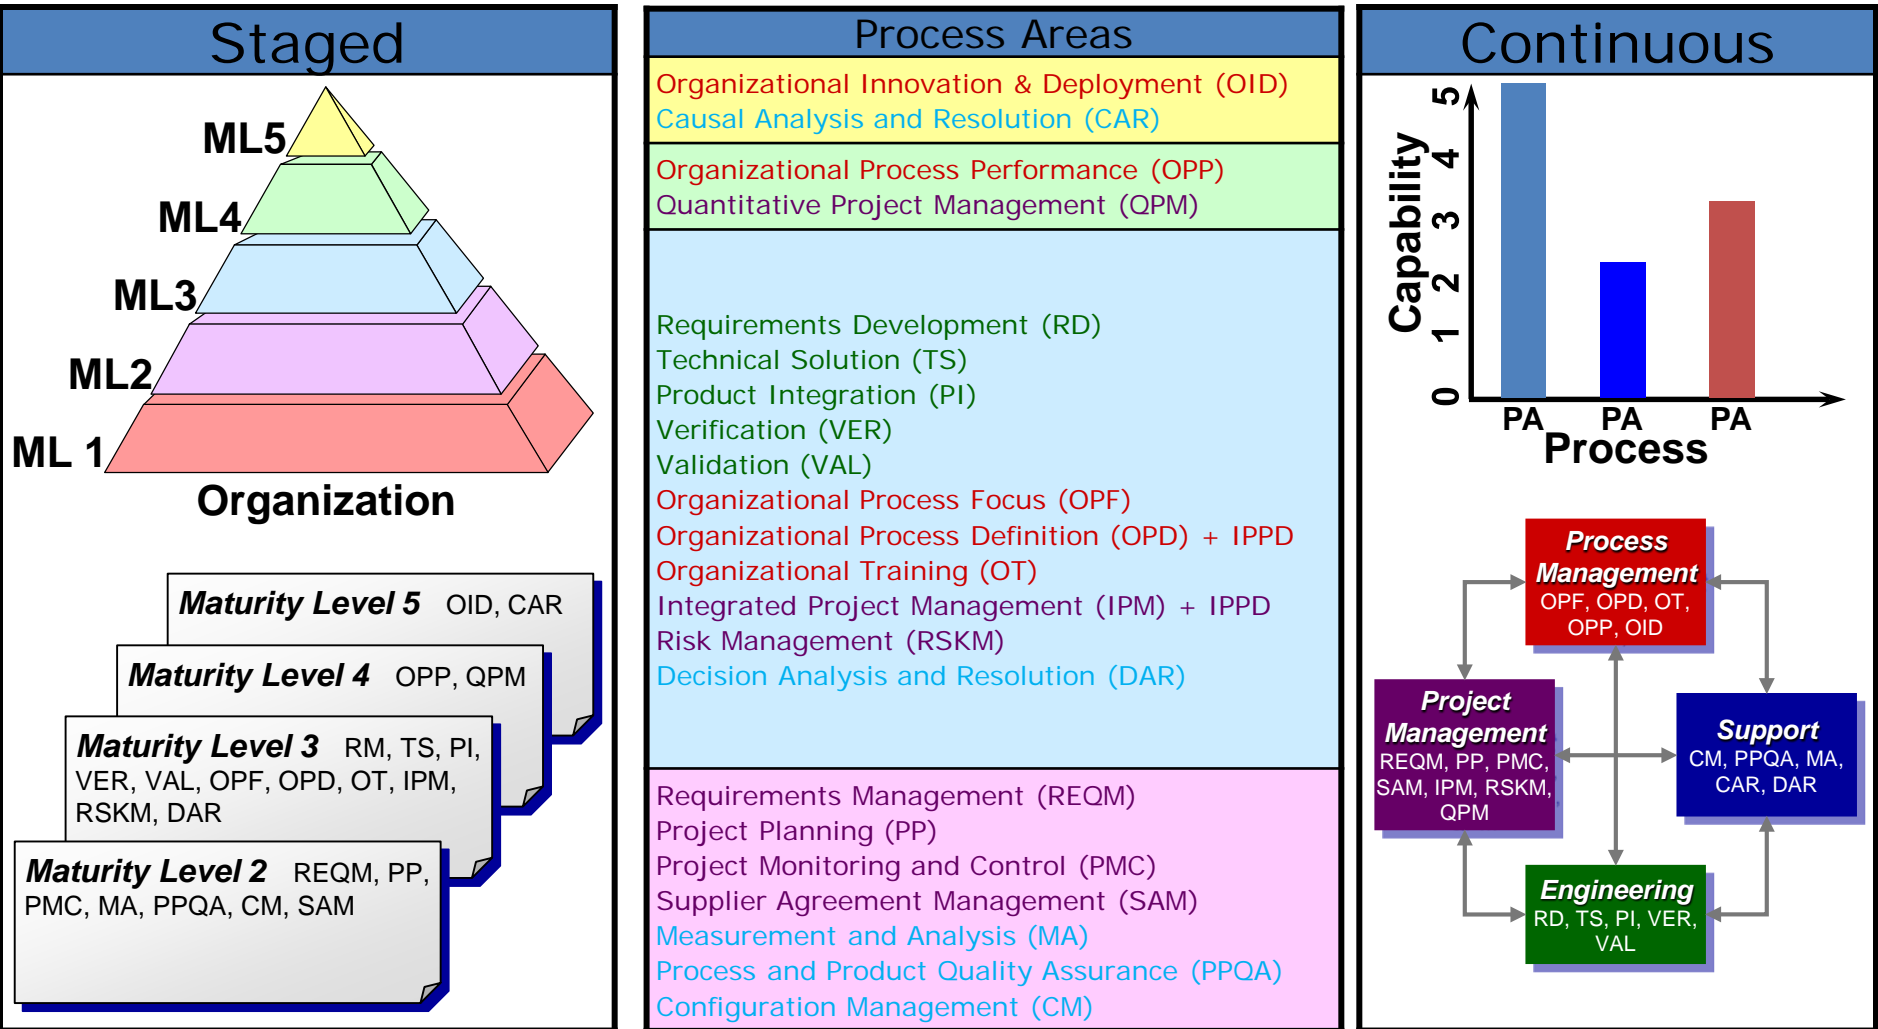 Staged
ML5
ML4
ML3
ML2
ML 1
Organization
Maturity Level 5 OID, CAR
Maturity Level 4 OPP, QPM
Maturity Level 3 RM, TS, PI,
VER, VAL, OPF, OPD, OT, IPM,
RSKM, DAR
Maturity Level 2 REQM, PP,
PMC, MA, PPQA, CM, SAM
Process Areas
Organizational Innovation & Deployment (OID)
Causal Analysis and Resolution (CAR)
Organizational Process Performance (OPP)
Quantitative Project Management (QPM)
Requirements Development (RD)
Technical Solution (TS)
Product Integration (PI)
Verification (VER)
Validation (VAL)
Organizational Process Focus (OPF)
Organizational Process Definition (OPD) + IPPD
Organizational Training (OT)
Integrated Project Management (IPM) + IPPD
Risk Management (RSKM)
Decision Analysis and Resolution (DAR)
Requirements Management (REQM)
Project Planning (PP)
Project Monitoring and Control (PMC)
Supplier Agreement Management (SAM)
Measurement and Analysis (MA)
Process and Product Quality Assurance (PPQA)
Configuration Management (CM)
Continuous
Capability
0 1 2 3 4 5
PA PA PA
Process
Process
Management
OPF, OPD, OT,
OPP, OID
Project
Management
REQM, PP, PMC,
SAM, IPM, RSKM,
QPM
Support
CM, PPQA, MA,
CAR, DAR
Engineering
RD, TS, PI, VER,
VAL